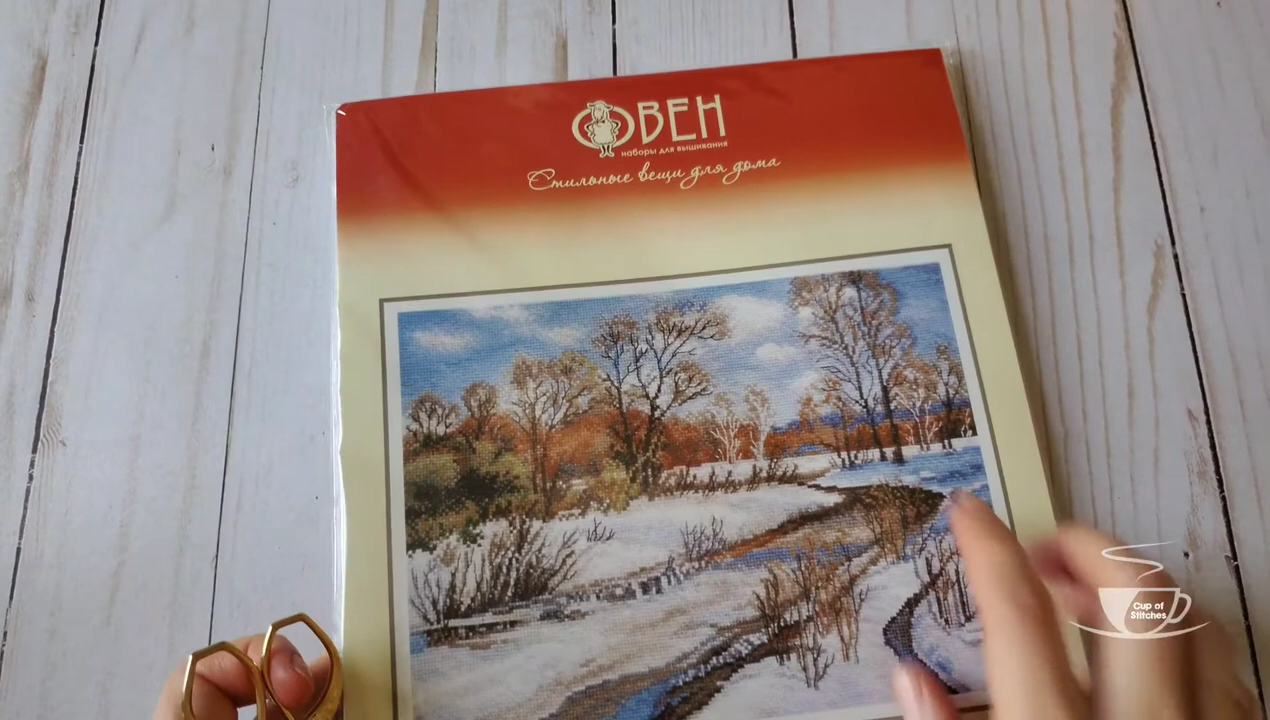 ОВЕН
наборы для вышивания
Стильные вещи для дома
Cup of
Stitches